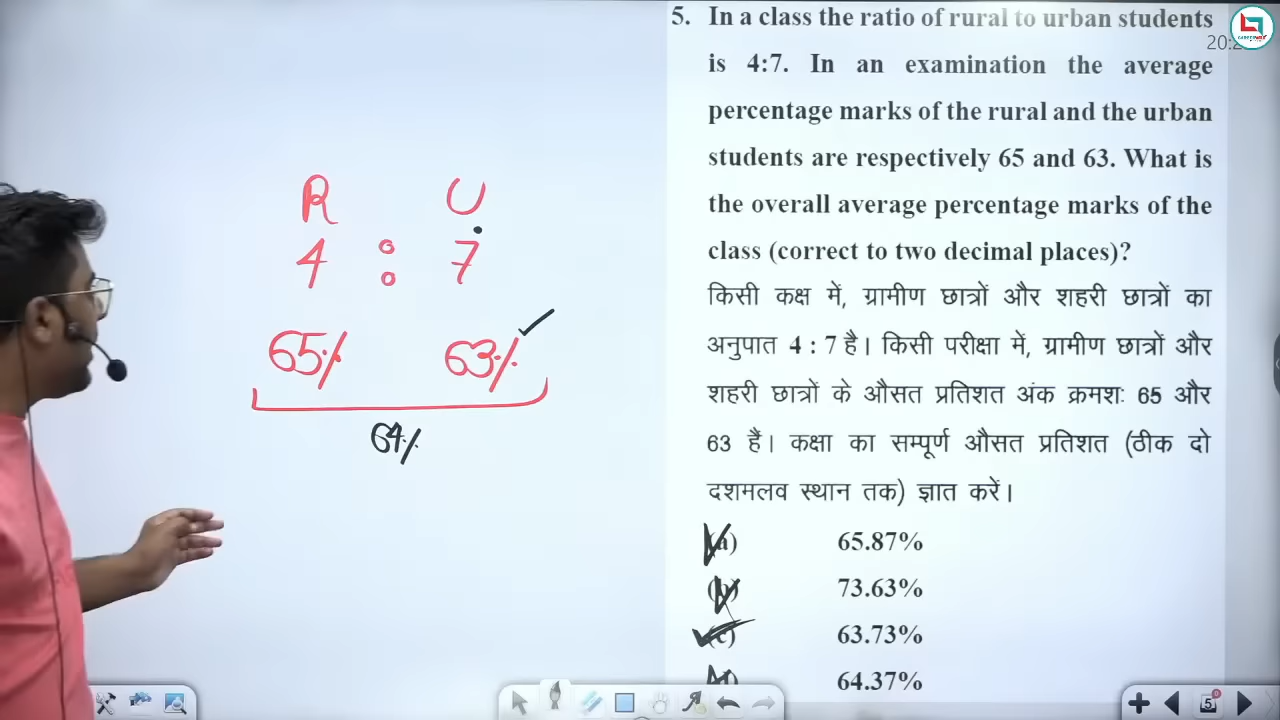 5. In a class the ratio of rural to urban students
is 4:7. In an examination the average
percentage marks of the rural and the urban
students are respectively 65 and 63. What is
the overall average percentage marks of the
class (correct to two decimal places)?
किसी कक्ष में, ग्रामीण छात्रों और शहरी छात्रों का
अनुपात 4 : 7 है। किसी परीक्षा में, ग्रामीण छात्रों और
शहरी छात्रों के औसत प्रतिशत अंक क्रमशः 65 और
63 हैं। कक्षा का सम्पूर्ण औसत प्रतिशत (ठीक दो
दशमलव स्थान तक) ज्ञात करें।
(a) 65.87%
(b) 73.63%
(c) 63.73%
64.37%
R U
4 : 7
65% 63%
64%
5